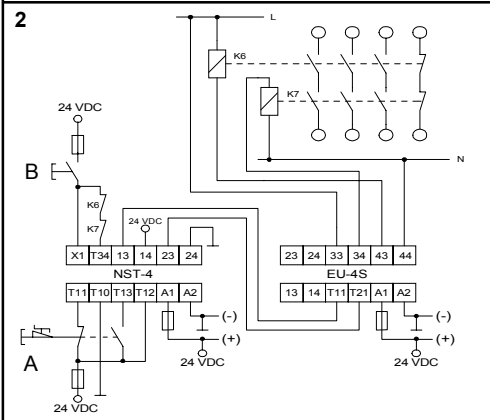 2
L
K6
K7
24 VDC
N
B
K6
K7
24 VDC
X1 T34 13 14 23 24
NST-4
T11 T10 T13 T12 A1 A2
23 24 33 34 43 44
EU-4S
13 14 T11 T21 A1 A2
(-)
(+)
24 VDC
(-)
(+)
24 VDC
A
24 VDC